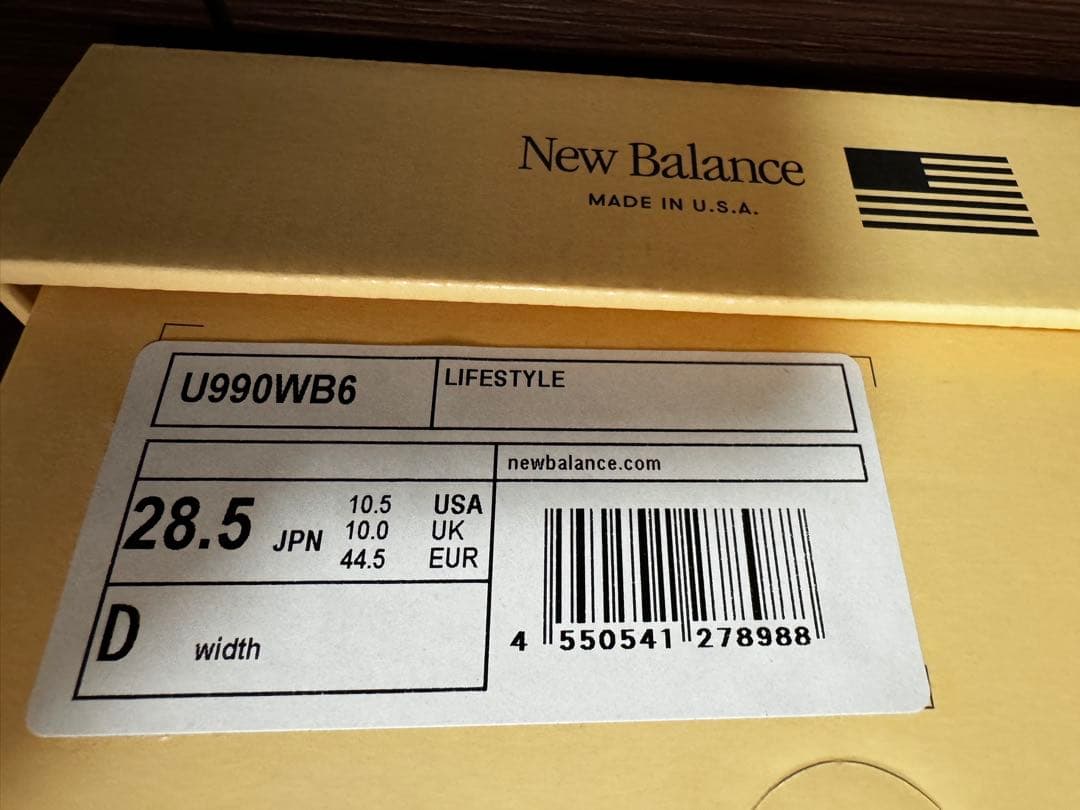 New Balance
MADE IN U.S.A.
U990WB6
LIFESTYLE
newbalance.com
28.5 JPN
10.5 USA
10.0 UK
44.5 EUR
D width
4 550541 278988